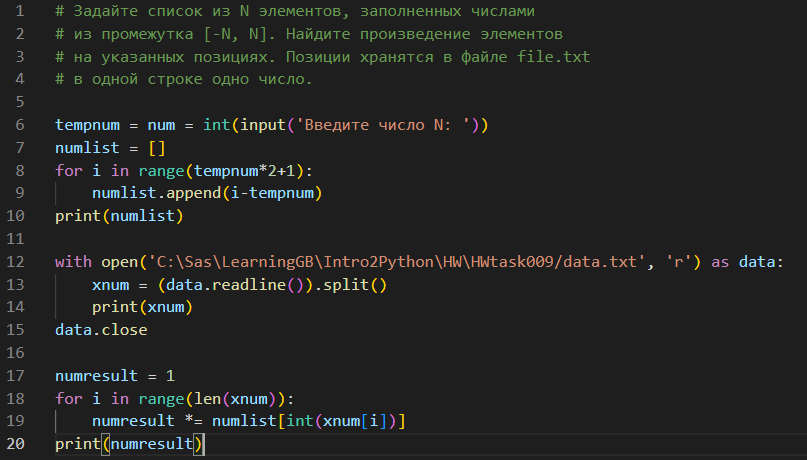 1 # Задайте список из N элементов, заполненных числами
2 # из промежутка [-N, N]. Найдите произведение элементов
3 # на указанных позициях. Позиции хранятся в файле file.txt
4 # в одной строке одно число.
5
6 tempnum = num = int(input('Введите число N: '))
7 numlist = []
8 for i in range(tempnum*2+1):
9     numlist.append(i-tempnum)
10 print(numlist)
11
12 with open('C:\Sas\LearningGB\Intro2Python\HW\HWtask009/data.txt', 'r') as data:
13     xnum = (data.readline()).split()
14     print(xnum)
15 data.close
16
17 numresult = 1
18 for i in range(len(xnum)):
19     numresult *= numlist[int(xnum[i])]
20 print(numresult)